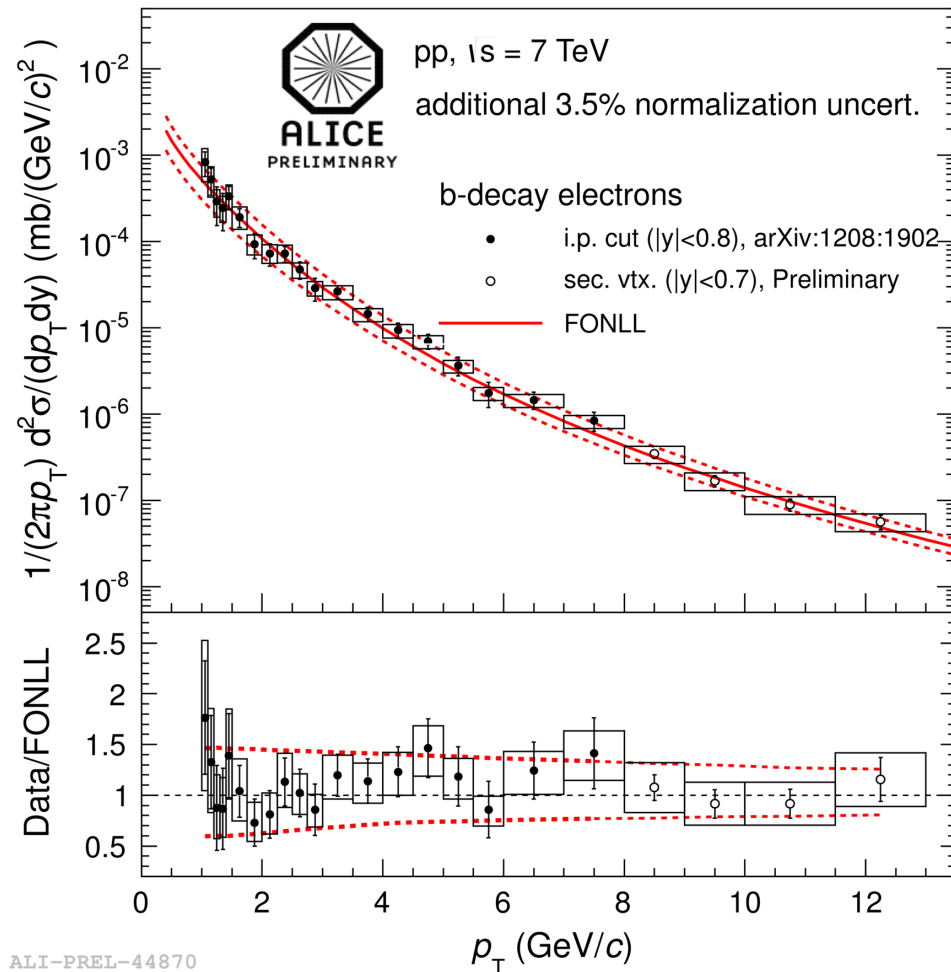 10⁻²
10⁻³
10⁻⁴
10⁻⁵
10⁻⁶
10⁻⁷
10⁻⁸
1/(2πp_T) d²σ/(dp_Tdy) (mb/(GeV/c)²)
ALICE
PRELIMINARY
pp, √s = 7 TeV
additional 3.5% normalization uncert.
b-decay electrons
i.p. cut (|y|<0.8), arXiv:1208:1902
sec. vtx. (|y|<0.7), Preliminary
FONLL
Data/FONLL
2.5
2
1.5
1
0.5
0 2 4 6 8 10 12
p_T (GeV/c)
ALI-PREL-44870